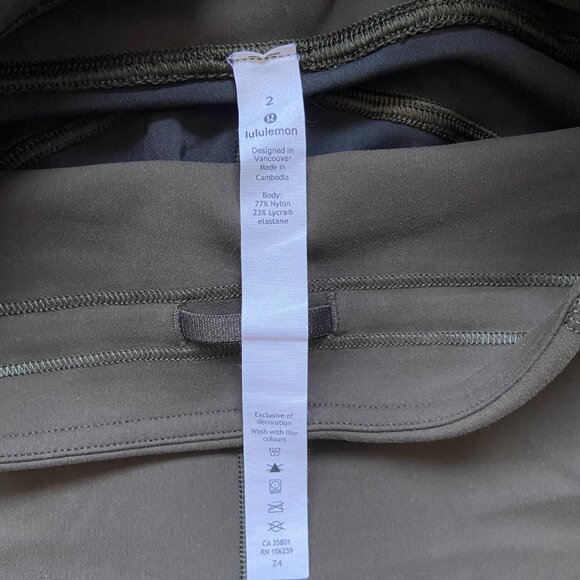 2
lululemon
Designed in
Vancouver
Made in
Cambodia
Body:
77% Nylon
23% Lycra®
elastane
Exclusive of
decoration
Wash with like
colours
CA 35801
RN 106259
Z4